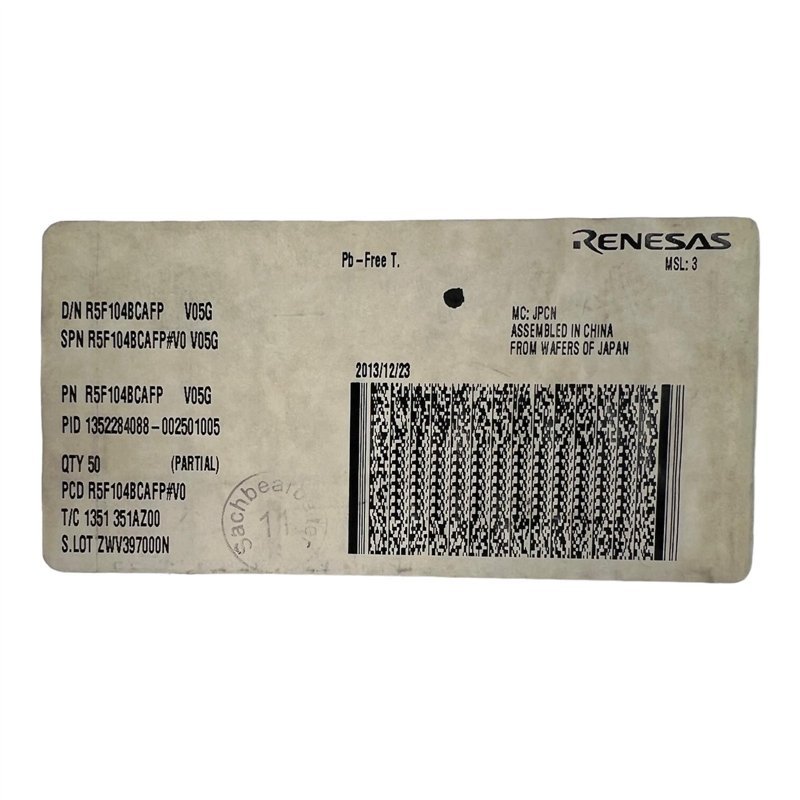 RENESAS
Pb-Free T.
MSL: 3
D/N R5F104BCAFP V05G
SPN R5F104BCAFP#V0 V05G
MC: JPCN
ASSEMBLED IN CHINA
FROM WAFERS OF JAPAN
2013/12/23
PN R5F104BCAFP V05G
PID 1352284088-002501005
QTY 50 (PARTIAL)
PCD R5F104BCAFP#V0
T/C 1351 351AZ00
S.LOT ZWV397000N
Sachbearbeiter
11